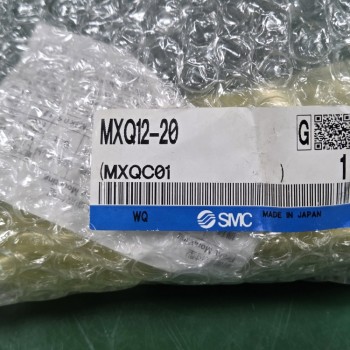 MXQ12-20
G
(MXQC01 )
1
WQ SMC MADE IN JAPAN